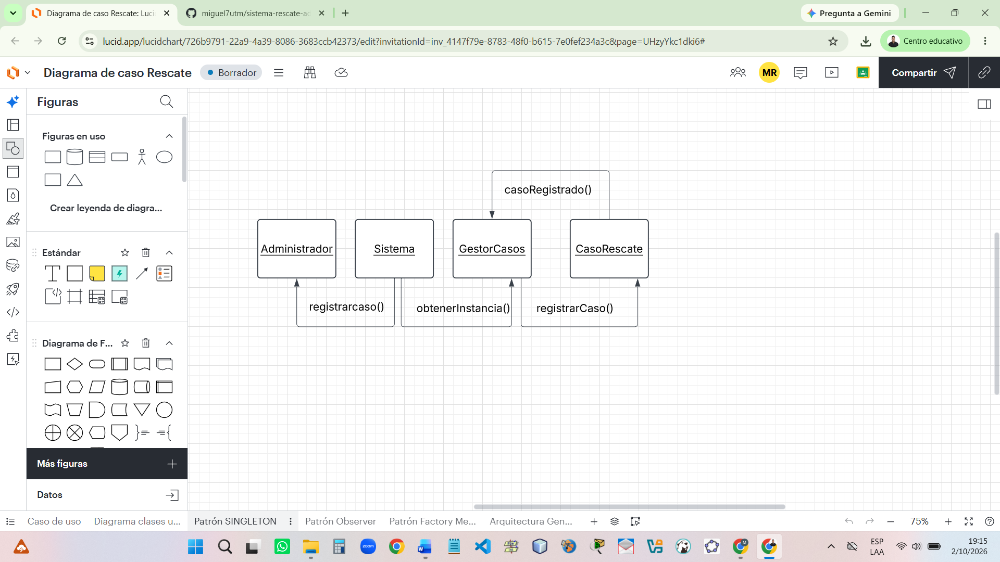 Diagrama de caso Rescate: Luci
miguel7utm/sistema-rescate-ad
Pregunta a Gemini
lucid.app/lucidchart/726b9791-22a9-4a39-8086-3683ccb42373/edit?invitationId=inv_4147f79e-8783-48f0-b615-7e0fef234a3c&page=UHzyYkc1dki6#
Centro educativo
Diagrama de caso Rescate
Borrador
MR
Compartir
Figuras
Figuras en uso
Crear leyenda de diagra...
Estándar
Diagrama de F...
Más figuras
Datos
casoRegistrado()
Administrador
Sistema
GestorCasos
CasoRescate
registrarcaso()
obtenerInstancia()
registrarCaso()
Caso de uso
Diagrama clases u...
Patrón SINGLETON
Patrón Observer
Patrón Factory Me...
Arquitectura Gen...
75%
zoom
ESP
LAA
19:15
2/10/2026